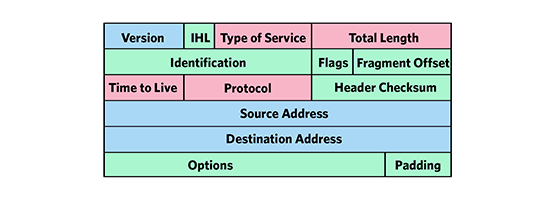 Version IHL Type of Service Total Length
Identification Flags Fragment Offset
Time to Live Protocol Header Checksum
Source Address
Destination Address
Options Padding